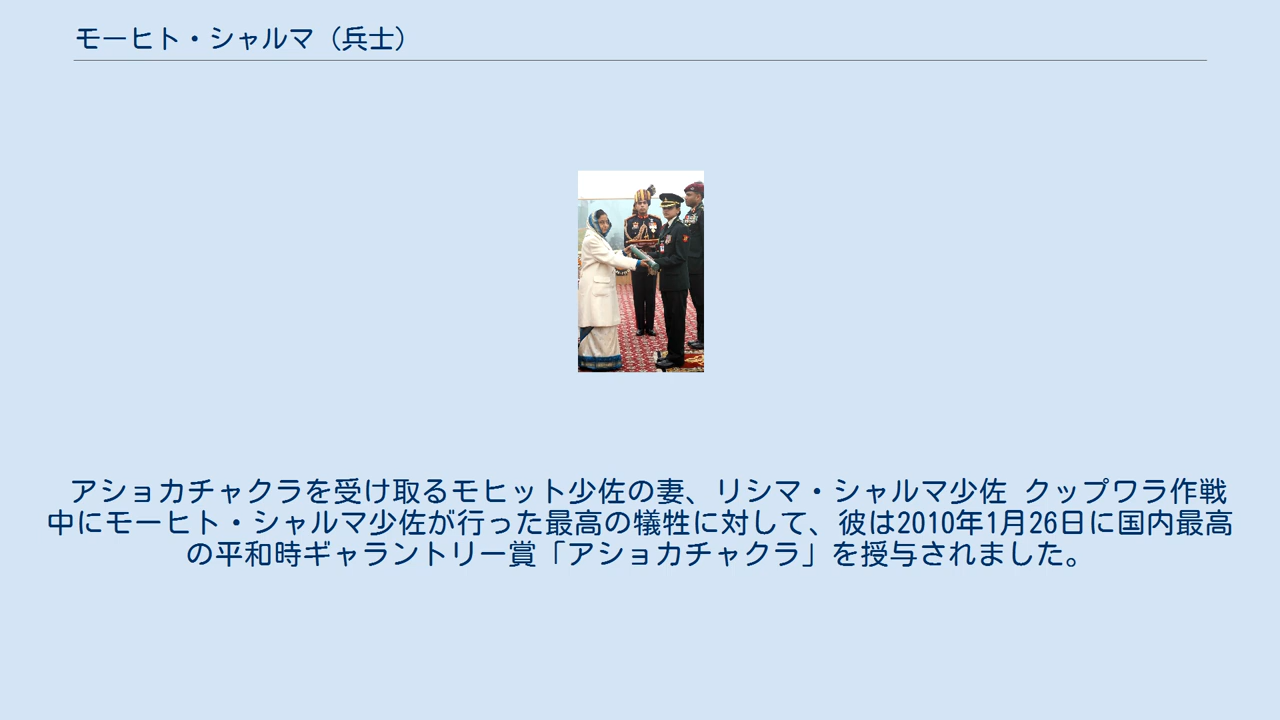 モーヒト・シャルマ（兵士）
アショカチャクラを受け取るモヒット少佐の妻、リシマ・シャルマ少佐 クップワラ作戦
中にモーヒト・シャルマ少佐が行った最高の犠牲に対して、彼は2010年1月26日に国内最高
の平和時ギャラントリー賞「アショカチャクラ」を授与されました。